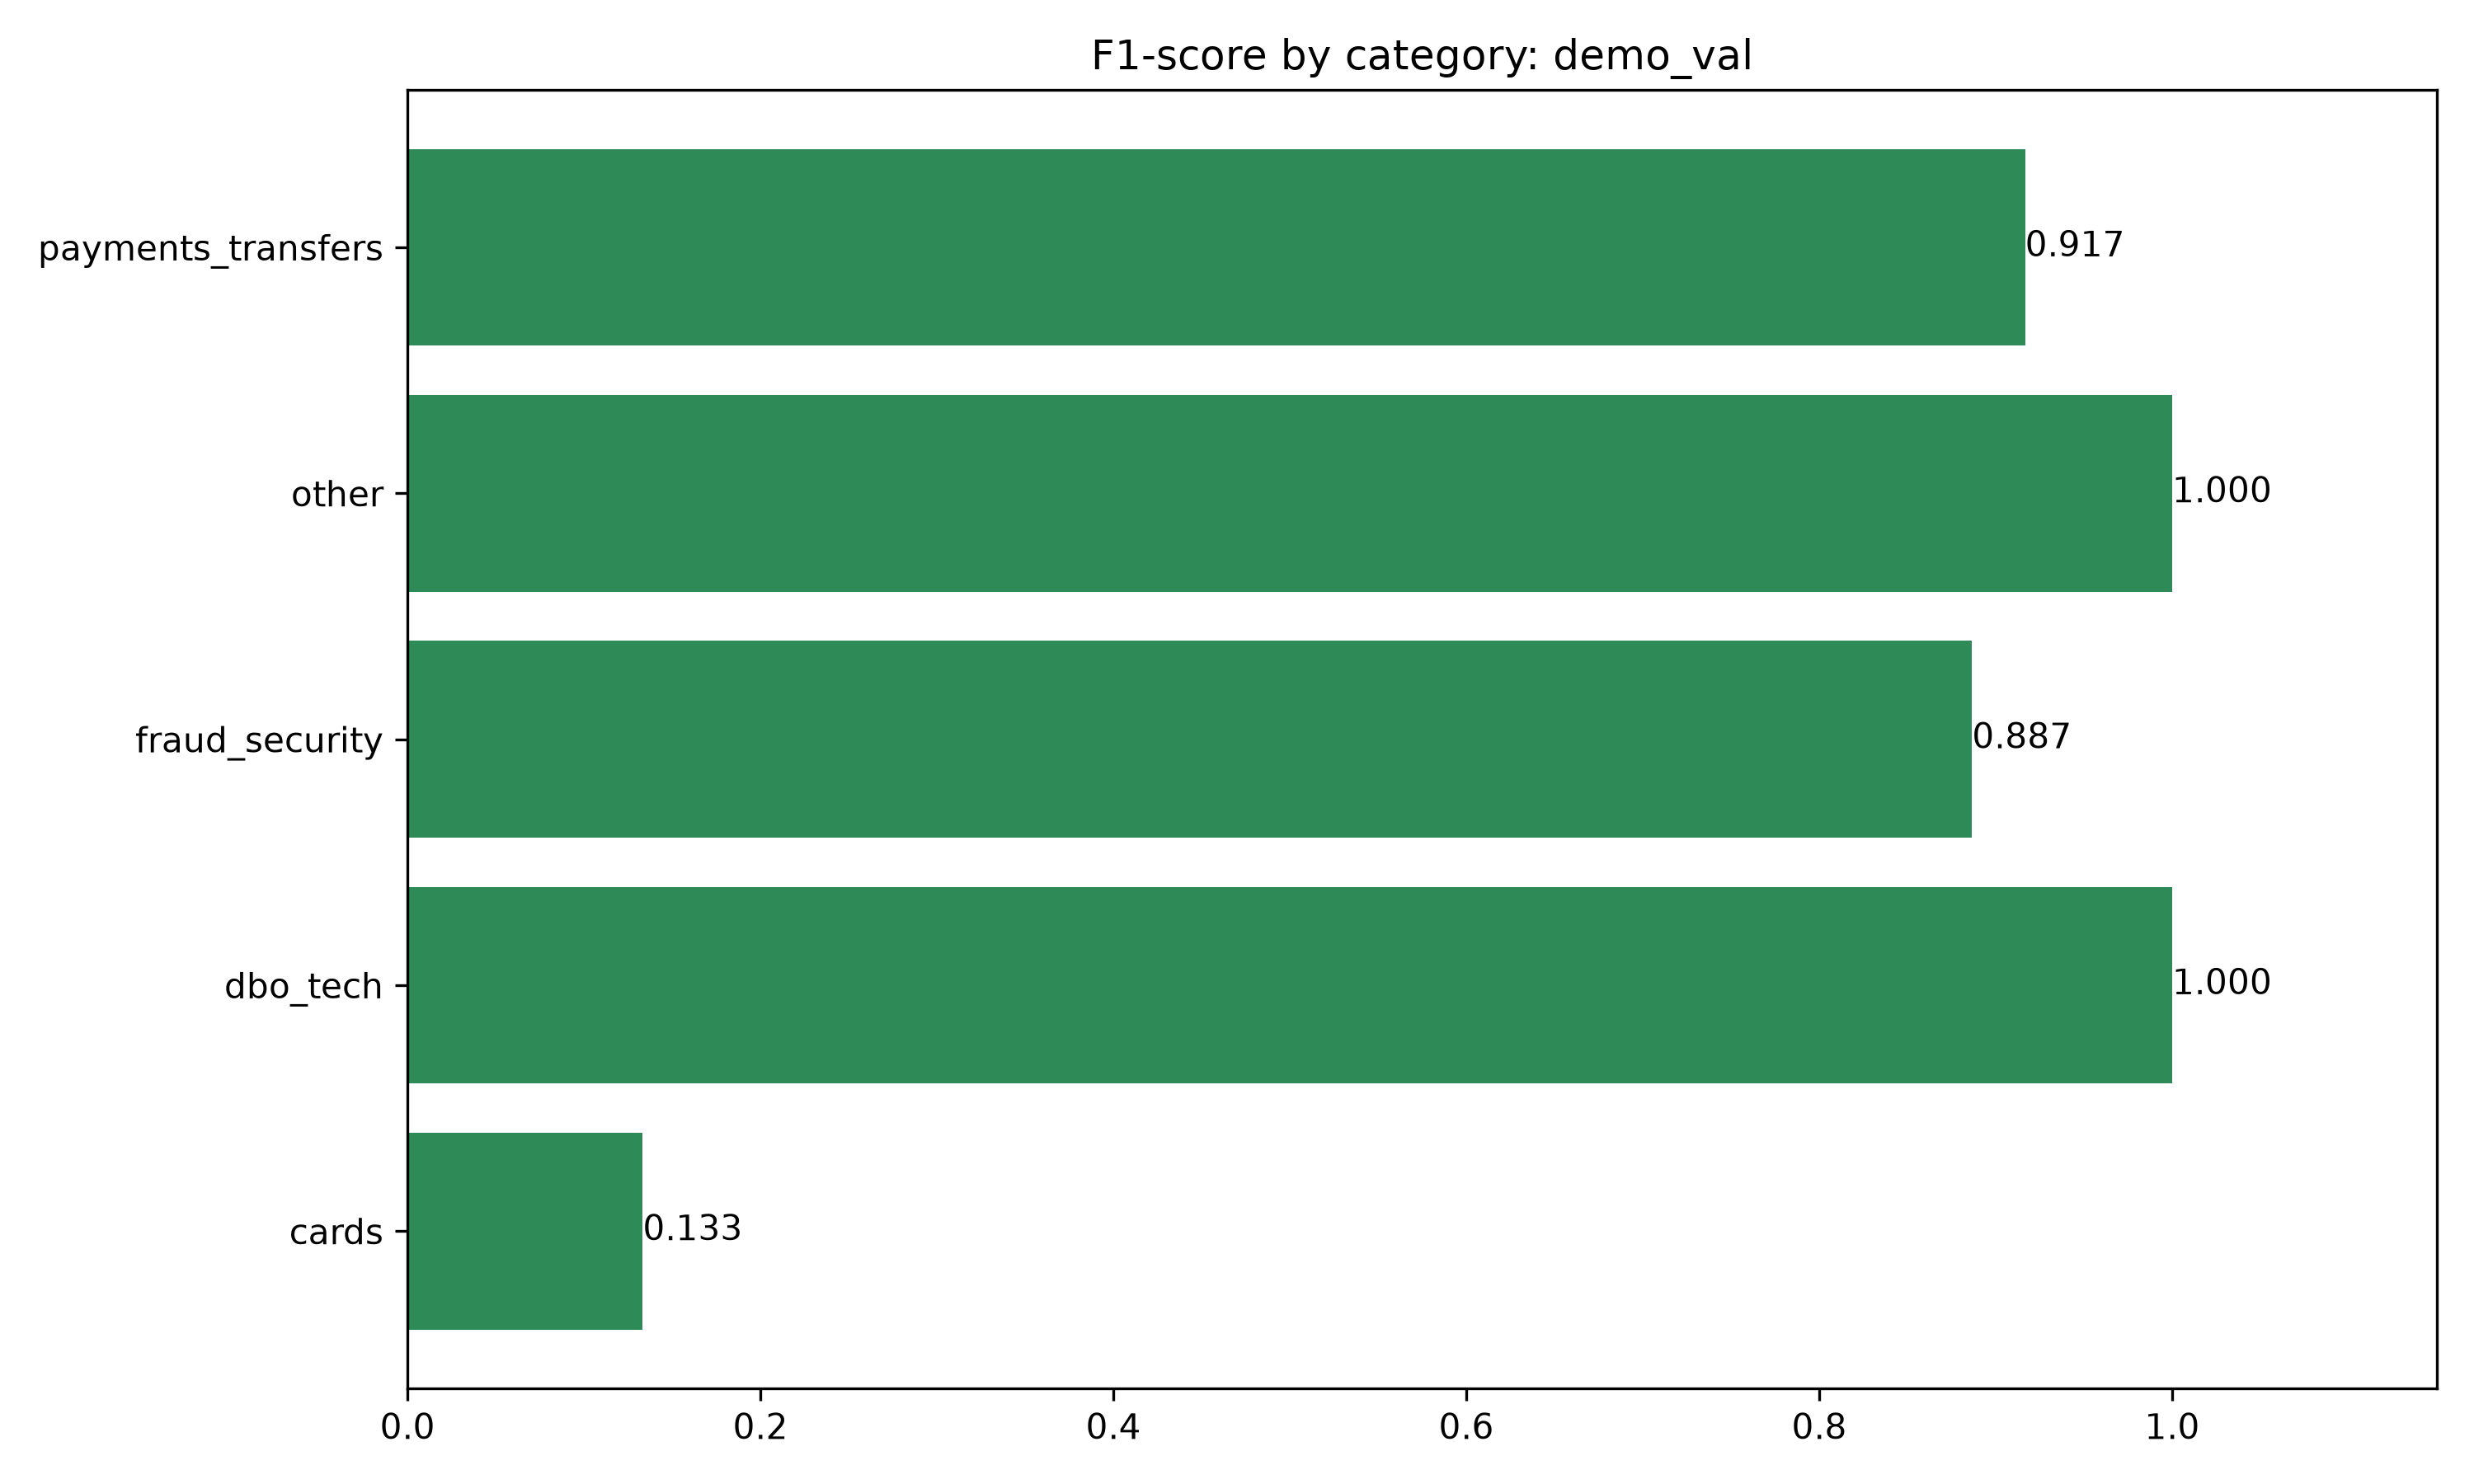 F1-score by category: demo_val
payments_transfers
0.917
other
1.000
fraud_security
0.887
dbo_tech
1.000
cards
0.133
0.0
0.2
0.4
0.6
0.8
1.0